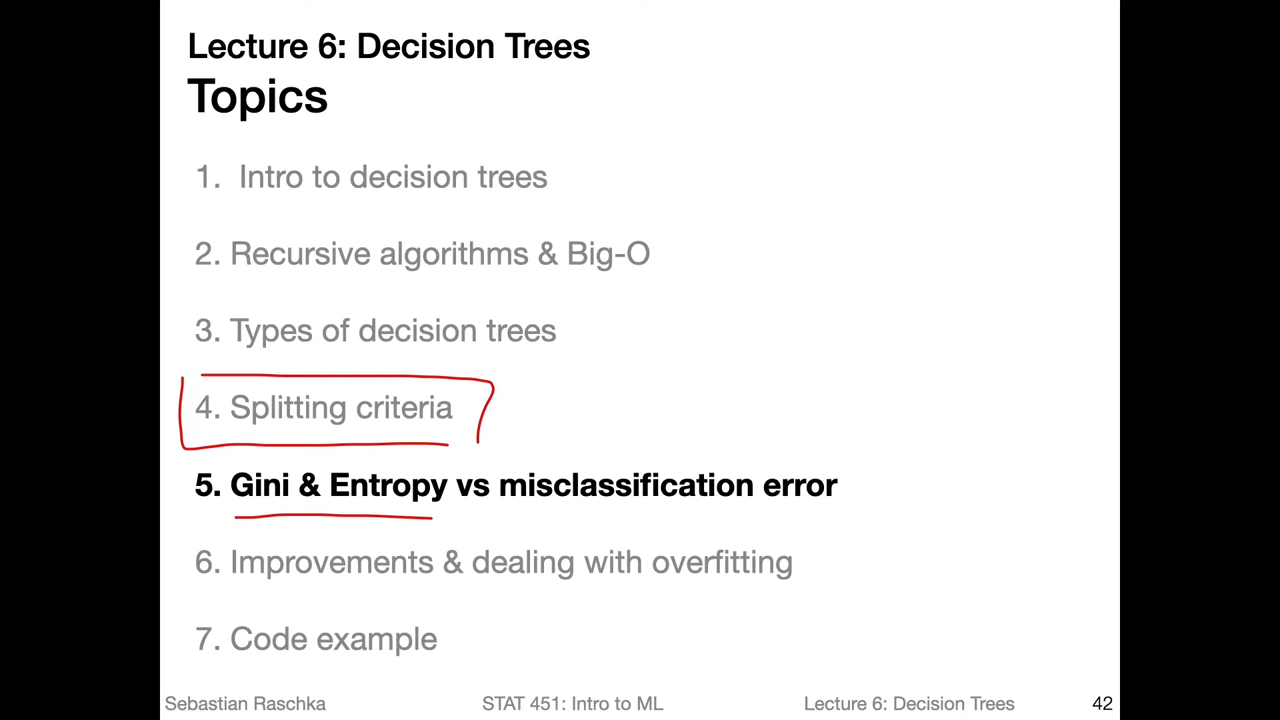 Lecture 6: Decision Trees
Topics
1. Intro to decision trees
2. Recursive algorithms & Big-O
3. Types of decision trees
4. Splitting criteria
5. Gini & Entropy vs misclassification error
6. Improvements & dealing with overfitting
7. Code example
Sebastian Raschka STAT 451: Intro to ML Lecture 6: Decision Trees 42